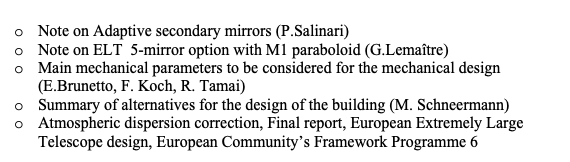 o Note on Adaptive secondary mirrors (P.Salinari)
o Note on ELT 5-mirror option with M1 paraboloid (G.Lemaître)
o Main mechanical parameters to be considered for the mechanical design
(E.Brunetto, F. Koch, R. Tamai)
o Summary of alternatives for the design of the building (M. Schneermann)
o Atmospheric dispersion correction, Final report, European Extremely Large
Telescope design, European Community’s Framework Programme 6